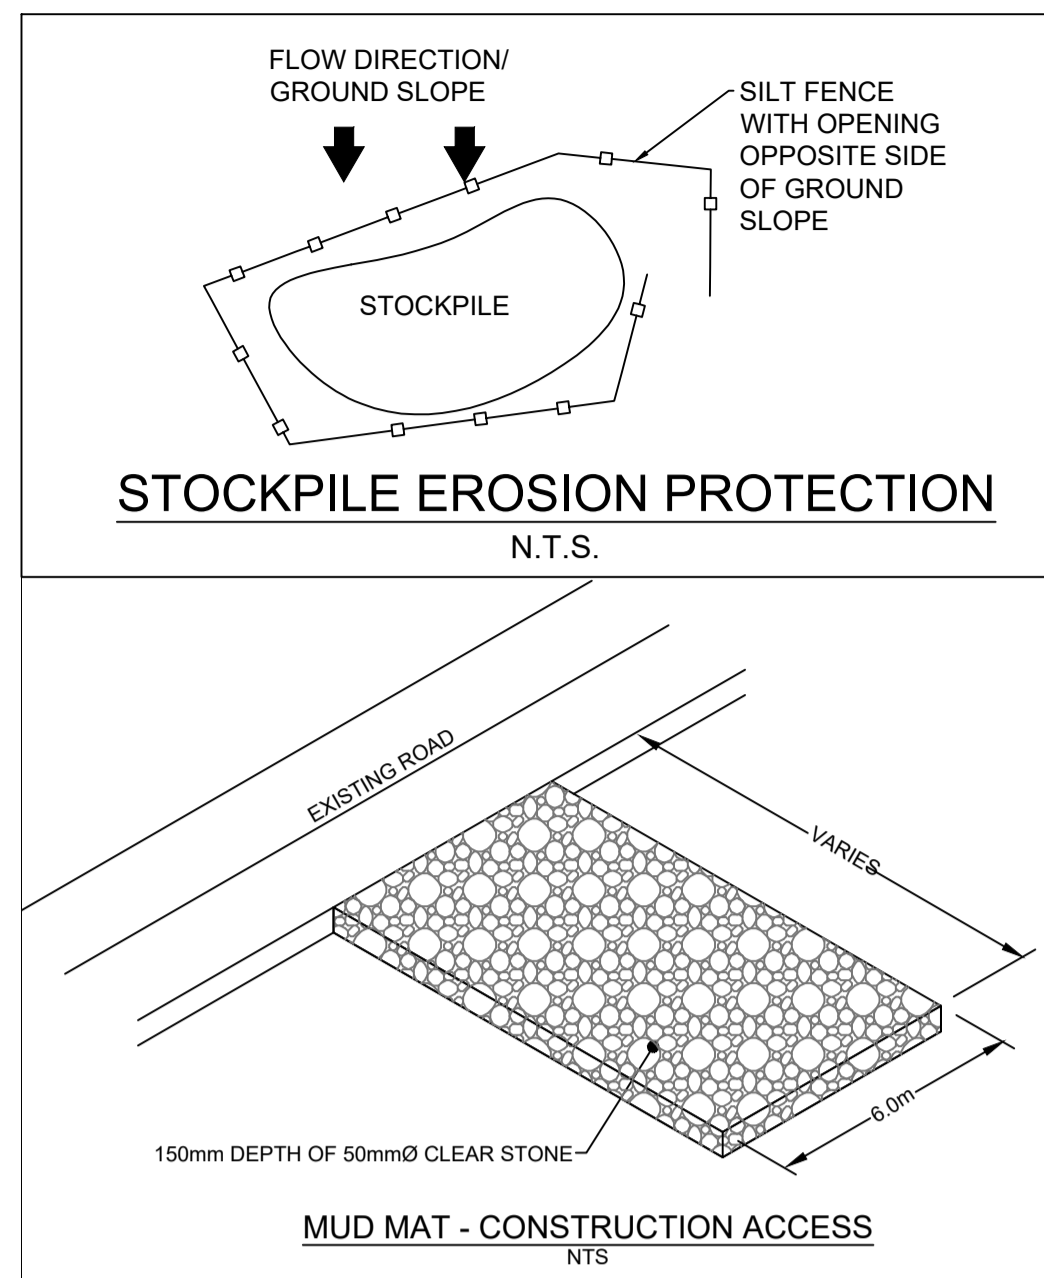 FLOW DIRECTION/
GROUND SLOPE
SILT FENCE
WITH OPENING
OPPOSITE SIDE
OF GROUND
SLOPE
STOCKPILE
STOCKPILE EROSION PROTECTION
N.T.S.
EXISTING ROAD
VARIES
6.0m
150mm DEPTH OF 50mmØ CLEAR STONE
MUD MAT - CONSTRUCTION ACCESS
NTS